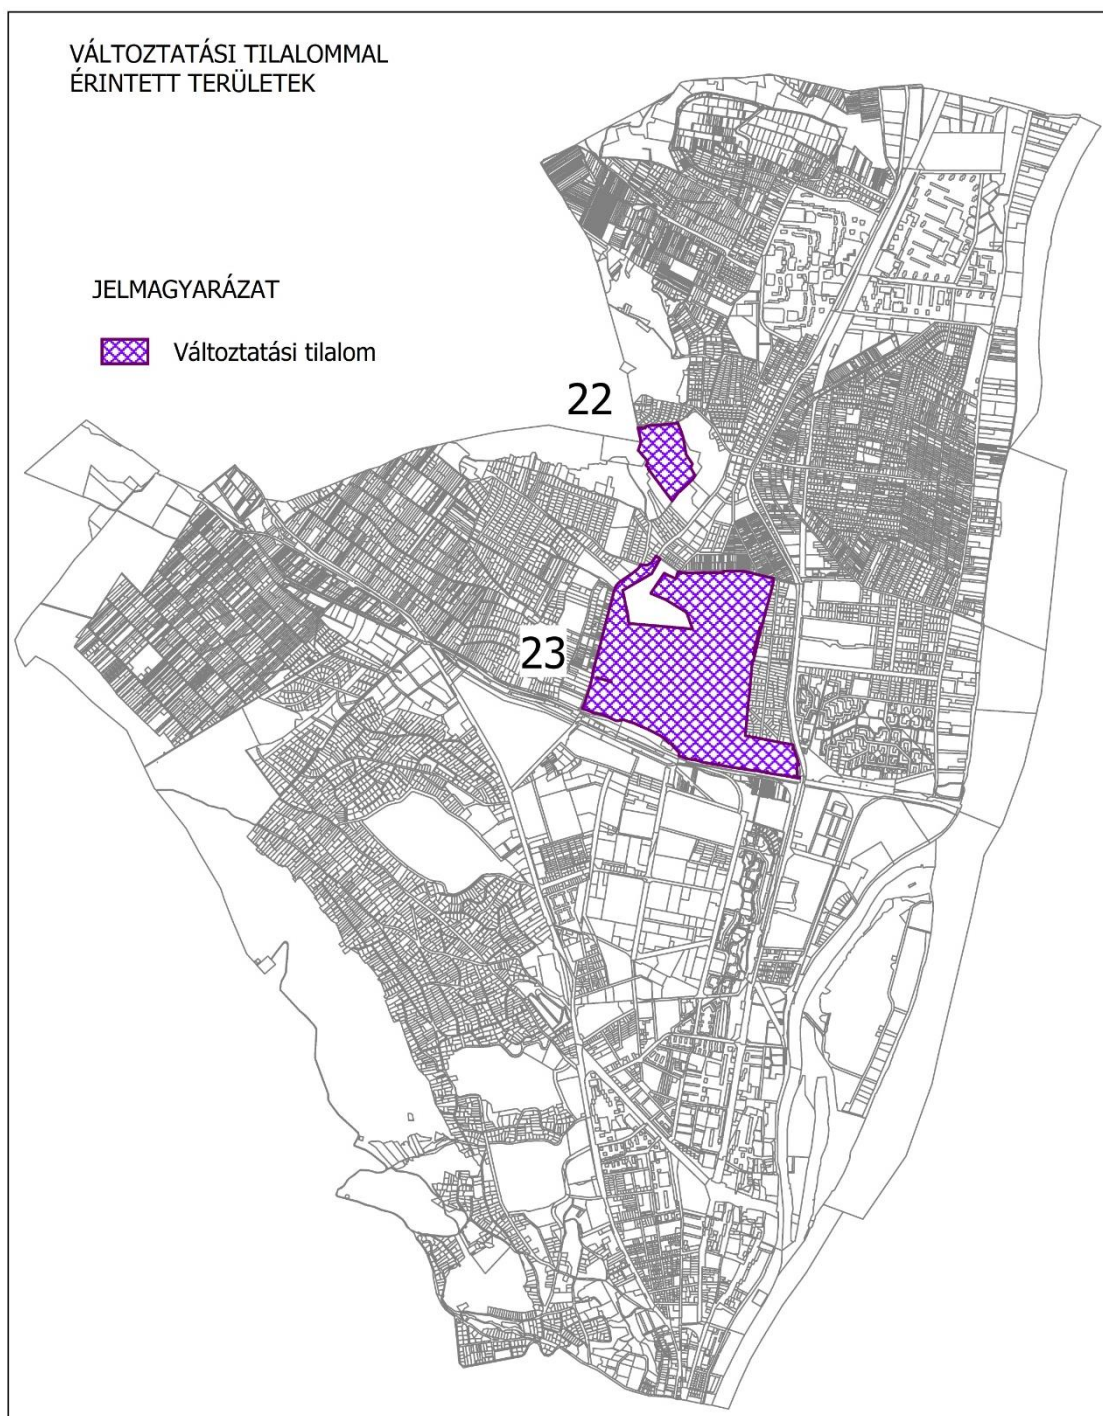 VÁLTOZTATÁSI TILALOMMAL
ÉRINTETT TERÜLETEK
JELMAGYARÁZAT
Változtatási tilalom
22
23